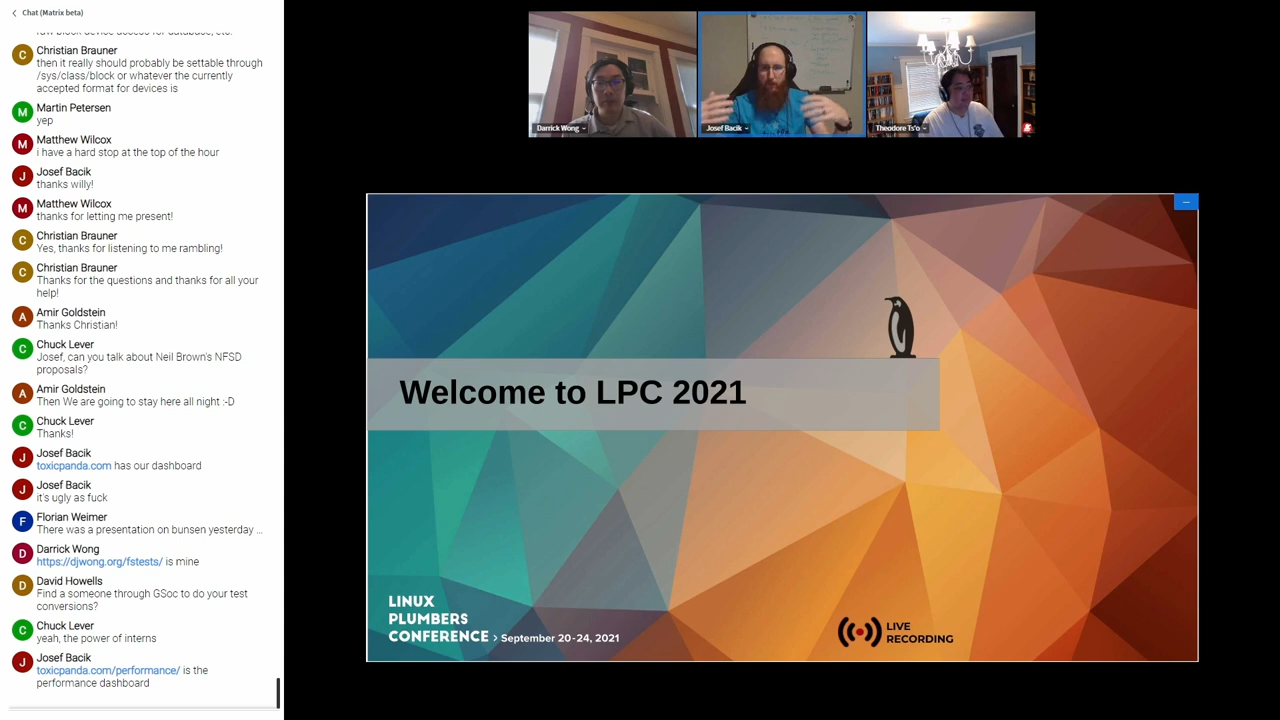 Chat (Matrix beta)
raw block device access for database, etc.
Christian Brauner
then it really should probably be settable through
/sys/class/block or whatever the currently
accepted format for devices is
Martin Petersen
yep
Matthew Wilcox
i have a hard stop at the top of the hour
Josef Bacik
thanks willy!
Matthew Wilcox
thanks for letting me present!
Christian Brauner
Yes, thanks for listening to me rambling!
Christian Brauner
Thanks for the questions and thanks for all your
help!
Amir Goldstein
Thanks Christian!
Chuck Lever
Josef, can you talk about Neil Brown's NFSD
proposals?
Amir Goldstein
Then We are going to stay here all night :-D
Chuck Lever
Thanks!
Josef Bacik
toxicpanda.com has our dashboard
Josef Bacik
it's ugly as fuck
Florian Weimer
There was a presentation on bunsen yesterday ...
Darrick Wong
https://djwong.org/fstests/ is mine
David Howells
Find a someone through GSoc to do your test
conversions?
Chuck Lever
yeah, the power of interns
Josef Bacik
toxicpanda.com/performance/ is the
performance dashboard
C
M
M
J
M
C
C
A
C
A
C
J
J
F
D
D
C
J
Darrick Wong
Josef Bacik
Theodore Ts'o
Welcome to LPC 2021
LINUX
PLUMBERS
CONFERENCE > September 20-24, 2021
LIVE
RECORDING